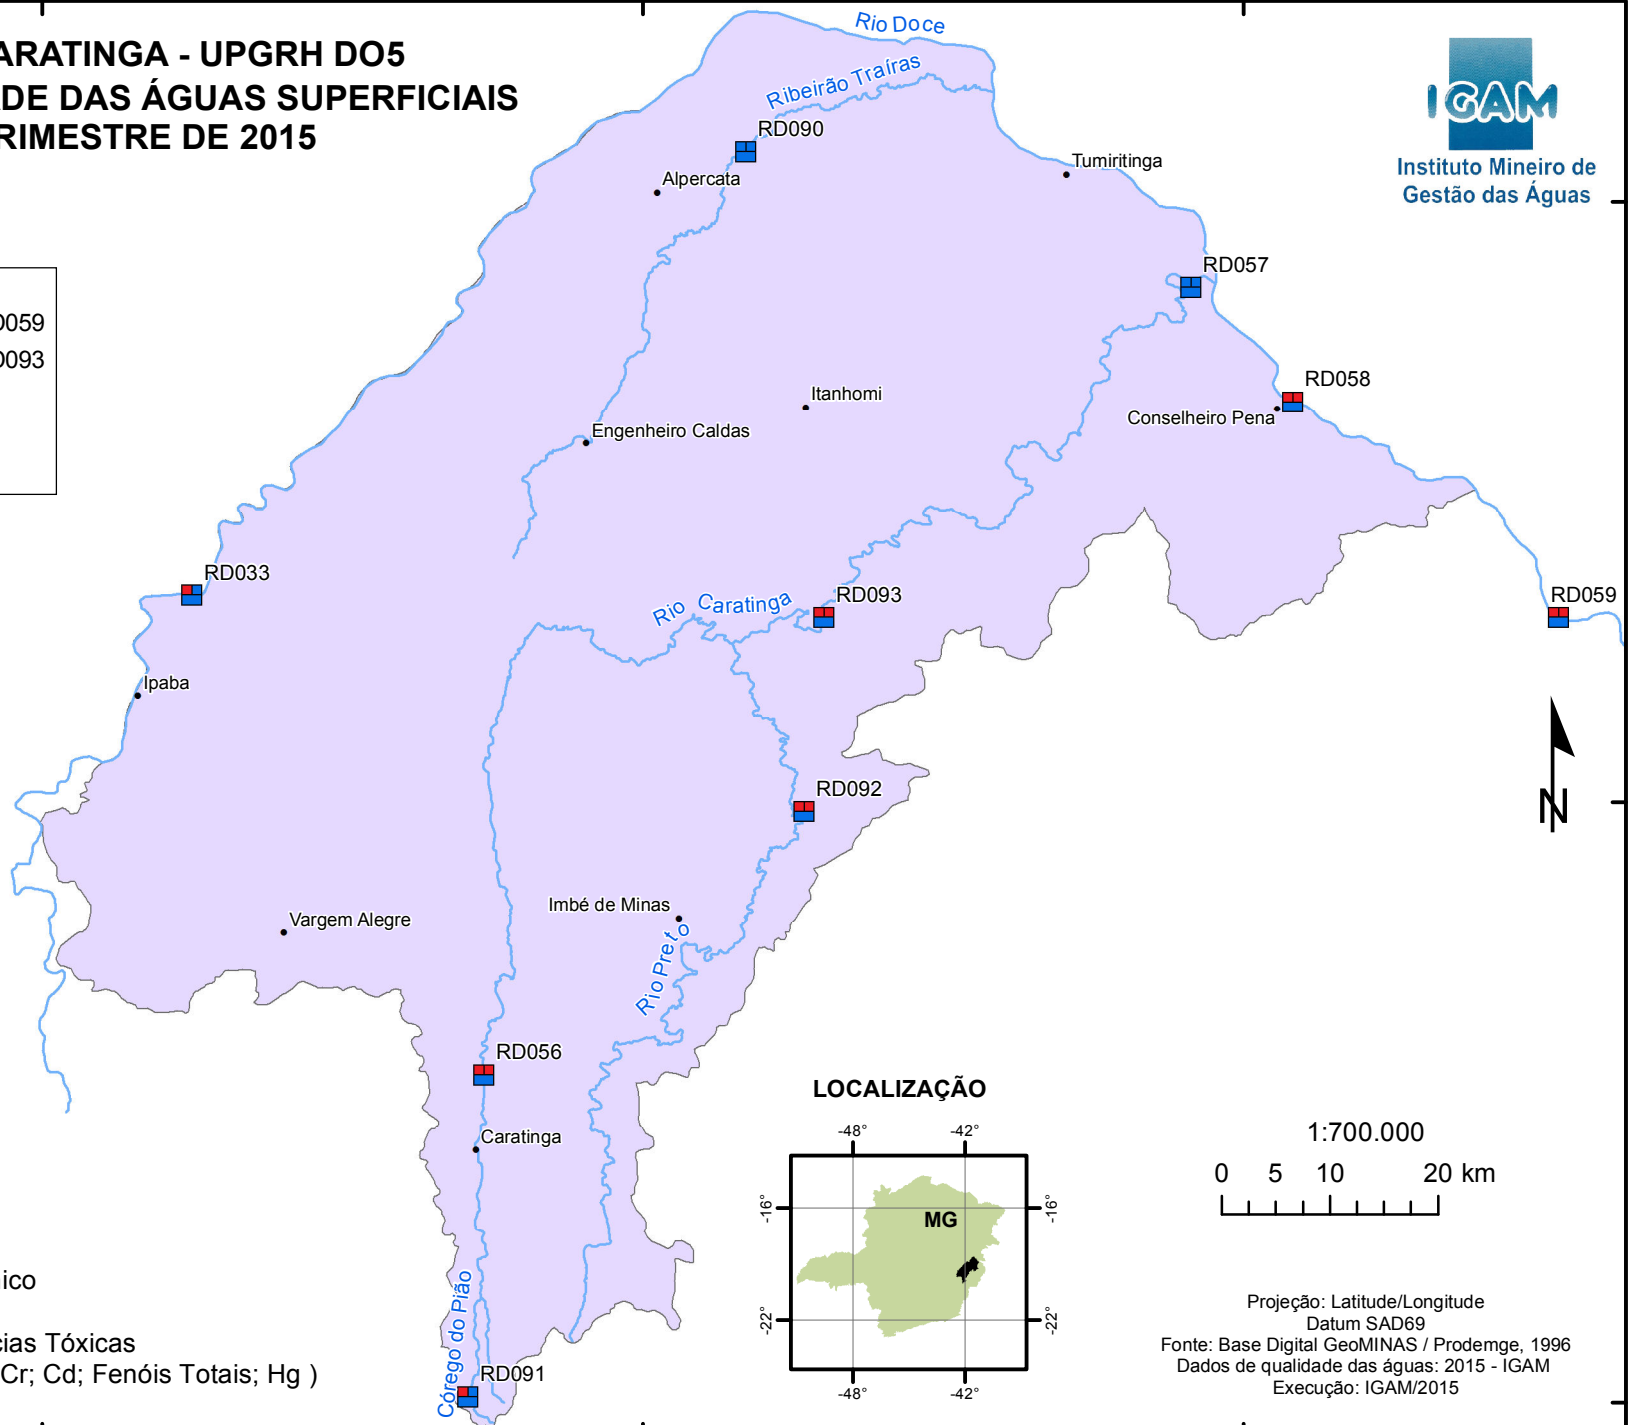 ARATINGA - UPGRH DO5
ADE DAS ÁGUAS SUPERFICIAIS
RIMESTRE DE 2015
IGAM
Instituto Mineiro de
Gestão das Águas
Rio Doce
Ribeirão Traíras
RD090
Alpercata
Tumiritinga
RD057
D059
D093
RD058
Itanhomi
Conselheiro Pena
Engenheiro Caldas
RD033
Rio Caratinga
RD093
RD059
Ipaba
RD092
N
Imbé de Minas
Vargem Alegre
Rio Preto
RD056
Caratinga
LOCALIZAÇÃO
-48° -42°
-16° -16°
MG
-22° -22°
-48° -42°
1:700.000
0 5 10 20 km
Projeção: Latitude/Longitude
Datum SAD69
Fonte: Base Digital GeoMINAS / Prodemge, 1996
Dados de qualidade das águas: 2015 - IGAM
Execução: IGAM/2015
ico
cias Tóxicas
Cr; Cd; Fenóis Totais; Hg )
Córrego do Pião
RD091